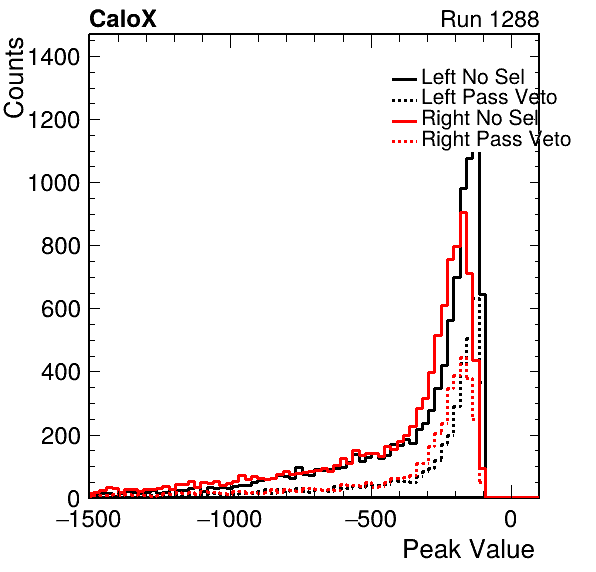 CaloX Run 1288
Counts
1400
1200
1000
800
600
400
200
0
Left No Sel
Left Pass Veto
Right No Sel
Right Pass Veto
−1500 −1000 −500 0
Peak Value